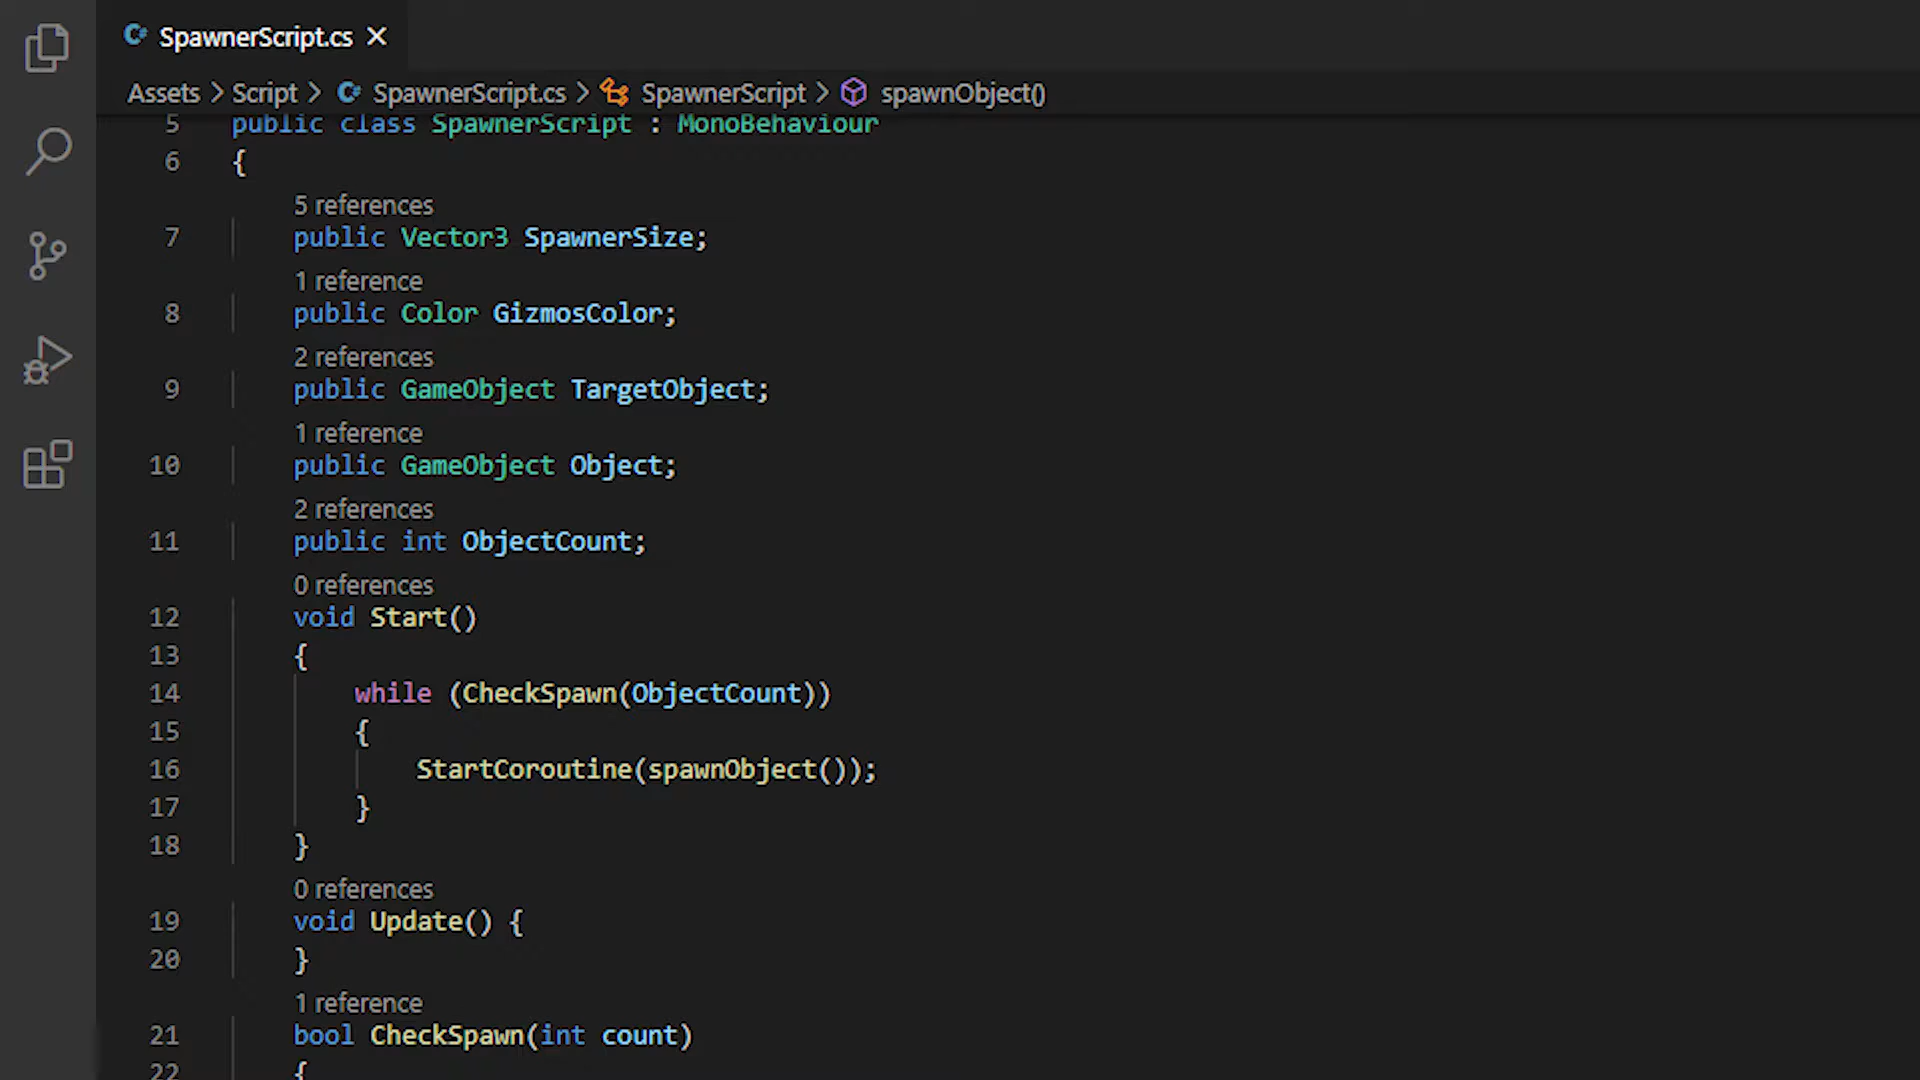 SpawnerScript.cs
Assets > Script > SpawnerScript.cs > SpawnerScript > spawnObject()
5 public class SpawnerScript : MonoBehaviour
6 {
5 references
7 public Vector3 SpawnerSize;
1 reference
8 public Color GizmosColor;
2 references
9 public GameObject TargetObject;
1 reference
10 public GameObject Object;
2 references
11 public int ObjectCount;
0 references
12 void Start()
13 {
14 while (CheckSpawn(ObjectCount))
15 {
16 StartCoroutine(spawnObject());
17 }
18 }
0 references
19 void Update() {
20 }
1 reference
21 bool CheckSpawn(int count)
22 {